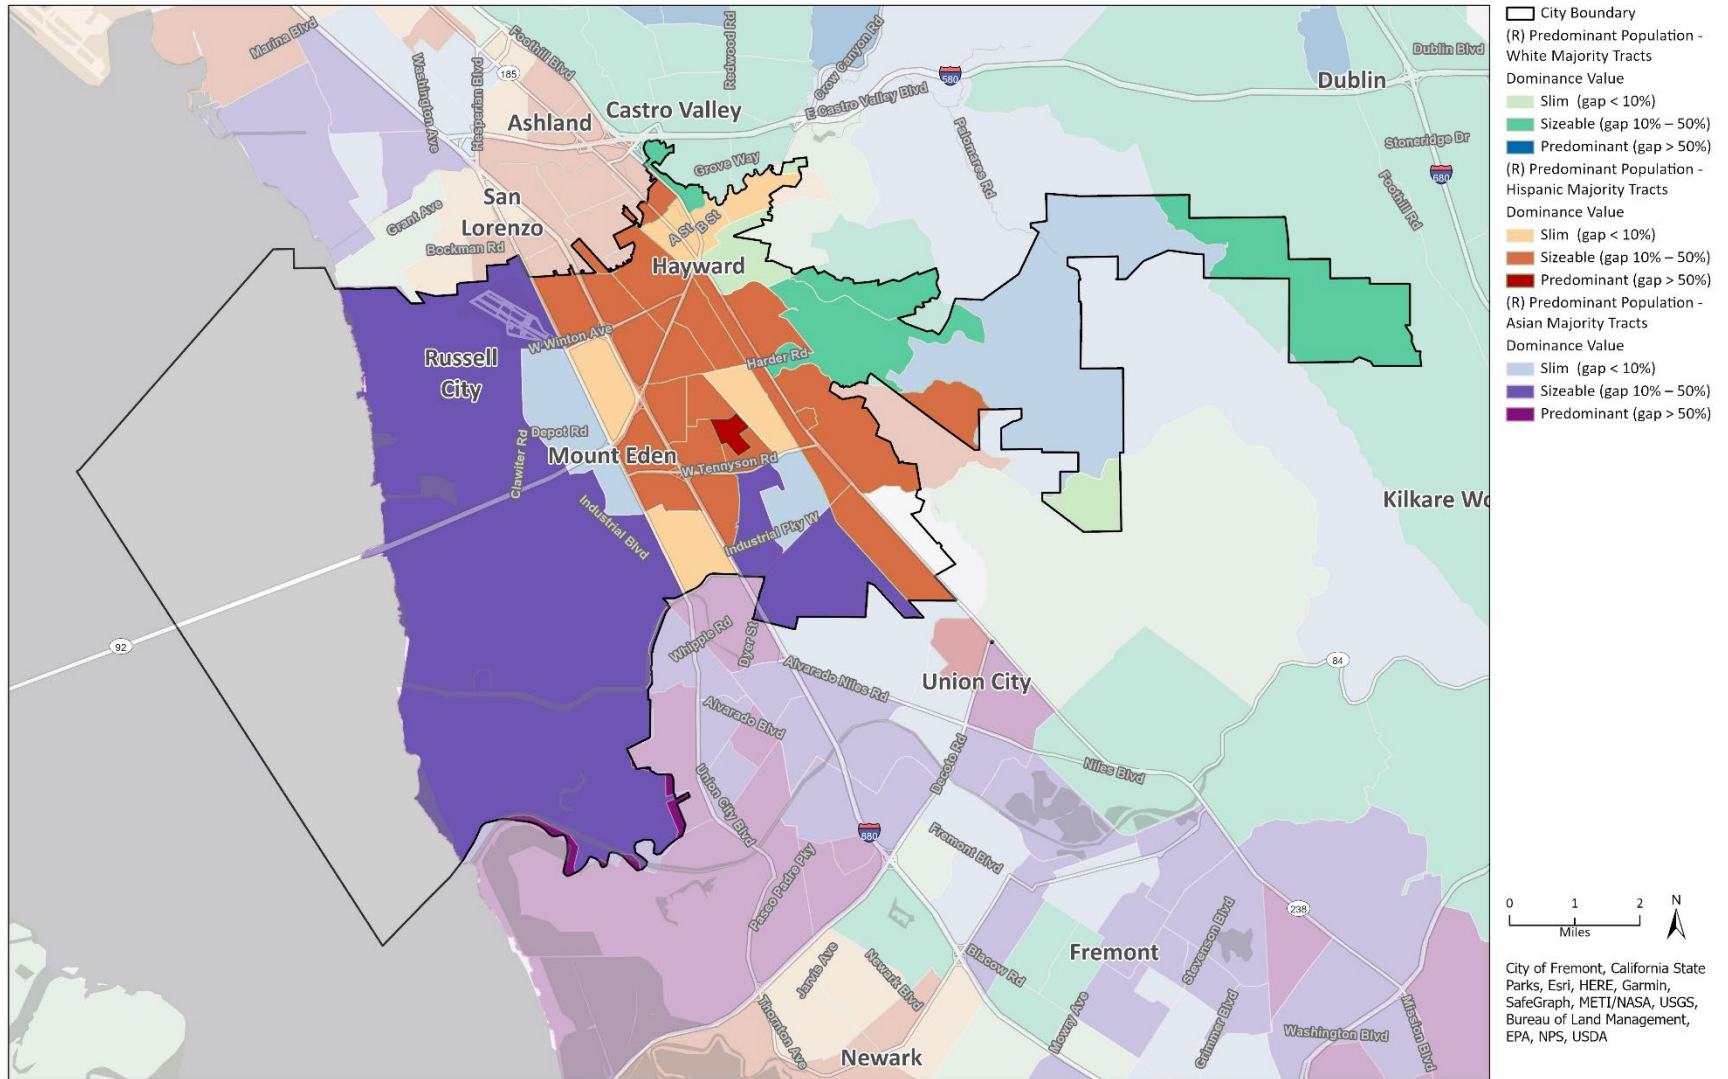 Marina Blvd
Washington Ave
Hesperian Blvd
185
Foothill Blvd
Redwood Rd
Crow Canyon Rd
580
E Castro Valley Blvd
Dublin Blvd
Dublin
Castro Valley
Ashland
Stoneridge Dr
680
Foothill Rd
Palomares Rd
Grove Way
San
Lorenzo
Grant Ave
Bockman Rd
A St
B St
Hayward
W Winton Ave
Russell
City
Harder Rd
Depot Rd
Clawiter Rd
Mount Eden
W Tennyson Rd
Industrial Blvd
Industrial Pky W
Kilkare Wo
92
Whipple Rd
Dyer St
Alvarado Niles Rd
Union City
84
Alvarado Blvd
Union City Blvd
Decoto Rd
Niles Blvd
880
Fremont Blvd
Paseo Padre Pky
238
Stevenson Blvd
Fremont
Blacow Rd
Jarvis Ave
Newark Blvd
Thornton Ave
Mowry Ave
Grimmer Blvd
Washington Blvd
Mission Blvd
Newark
City Boundary
(R) Predominant Population -
White Majority Tracts
Dominance Value
Slim (gap < 10%)
Sizeable (gap 10% – 50%)
Predominant (gap > 50%)
(R) Predominant Population -
Hispanic Majority Tracts
Dominance Value
Slim (gap < 10%)
Sizeable (gap 10% – 50%)
Predominant (gap > 50%)
(R) Predominant Population -
Asian Majority Tracts
Dominance Value
Slim (gap < 10%)
Sizeable (gap 10% – 50%)
Predominant (gap > 50%)
0 1 2
Miles
N
City of Fremont, California State
Parks, Esri, HERE, Garmin,
SafeGraph, METI/NASA, USGS,
Bureau of Land Management,
EPA, NPS, USDA